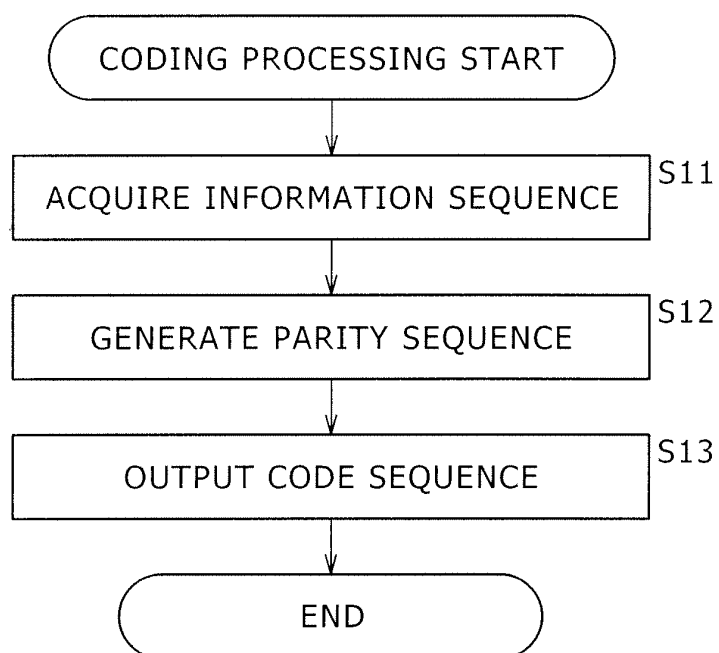 CODING PROCESSING START
S11
ACQUIRE INFORMATION SEQUENCE
S12
GENERATE PARITY SEQUENCE
S13
OUTPUT CODE SEQUENCE
END